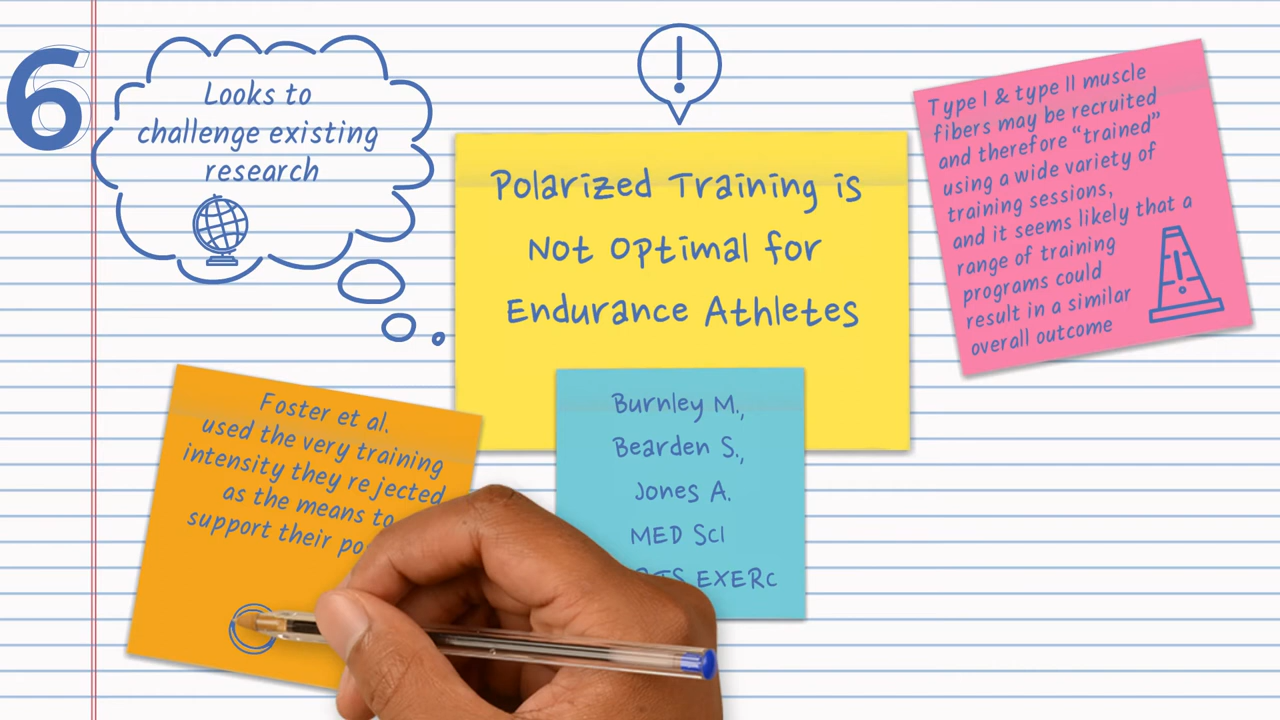 6
Looks to
challenge existing
research
!
Polarized Training is
Not Optimal for
Endurance Athletes
Type I & type II muscle
fibers may be recruited
and therefore "trained"
using a wide variety of
training sessions,
and it seems likely that a
range of training
programs could
result in a similar
overall outcome
Foster et al.
used the very training
intensity they rejected
as the means to
support their
Burnley M.,
Bearden S.,
Jones A.
MED SCI
EXERC